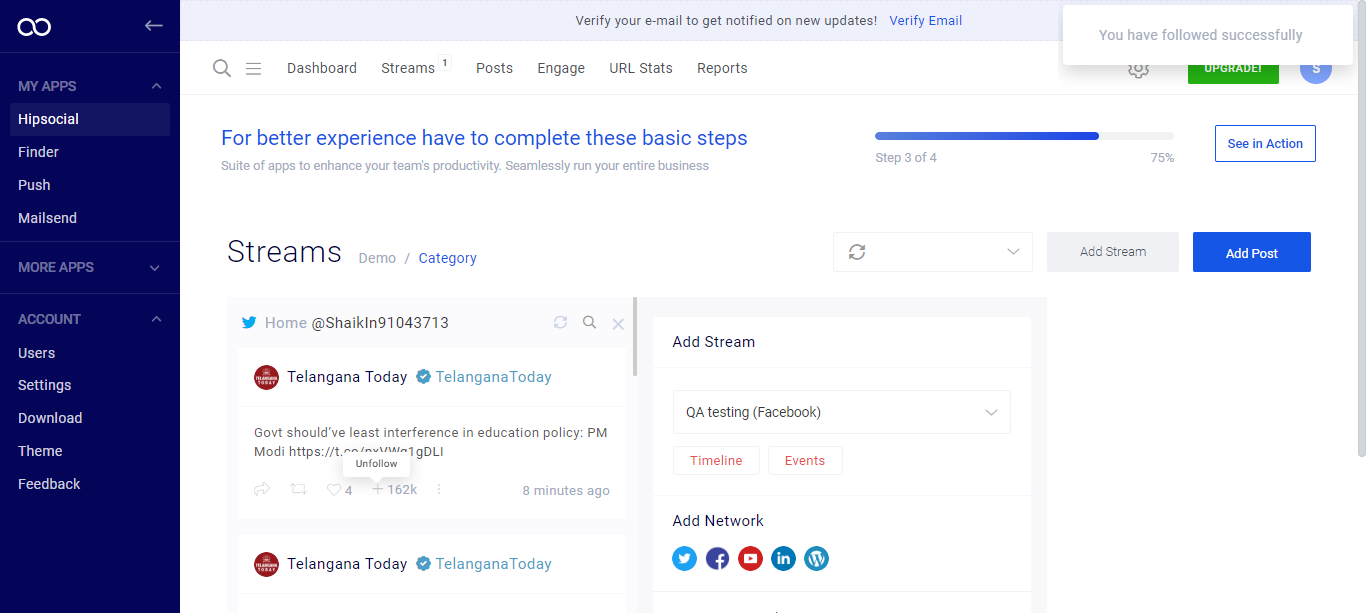 Verify your e-mail to get notified on new updates! Verify Email
You have followed successfully
Dashboard Streams 1 Posts Engage URL Stats Reports
UPGRADE!
S
MY APPS
Hipsocial
Finder
Push
Mailsend
MORE APPS
ACCOUNT
Users
Settings
Download
Theme
Feedback
For better experience have to complete these basic steps
Suite of apps to enhance your team's productivity. Seamlessly run your entire business
Step 3 of 4 75%
See in Action
Streams Demo / Category
Add Stream
Add Post
Home @ShaikIn91043713
Telangana Today TelanganaToday
Govt should've least interference in education policy: PM
Modi
Unfollow
4 162k 8 minutes ago
Telangana Today TelanganaToday
Add Stream
QA testing (Facebook)
Timeline Events
Add Network